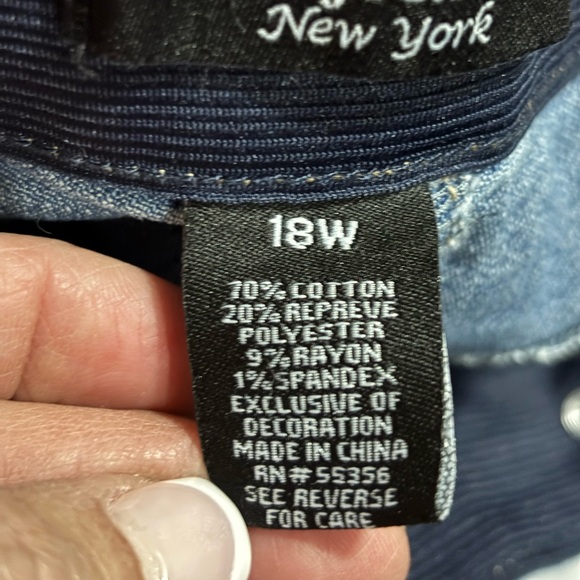 New York
18W
70% COTTON
20% REPREVE
POLYESTER
9% RAYON
1% SPANDEX
EXCLUSIVE OF
DECORATION
MADE IN CHINA
RN# 55356
SEE REVERSE
FOR CARE